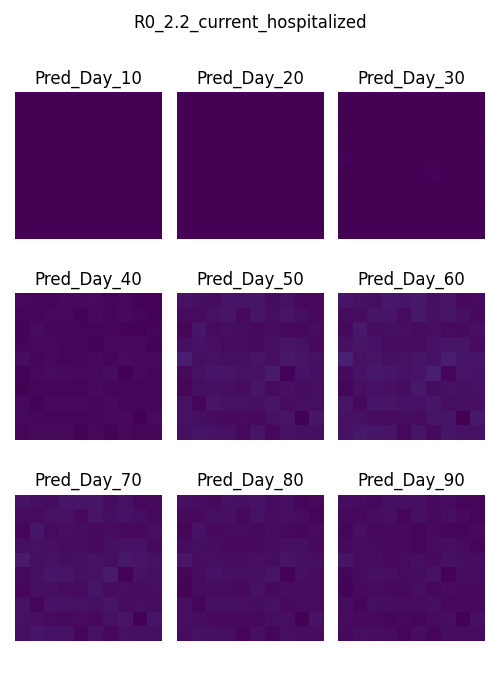 R0_2.2_current_hospitalized
Pred_Day_10 Pred_Day_20 Pred_Day_30
Pred_Day_40 Pred_Day_50 Pred_Day_60
Pred_Day_70 Pred_Day_80 Pred_Day_90